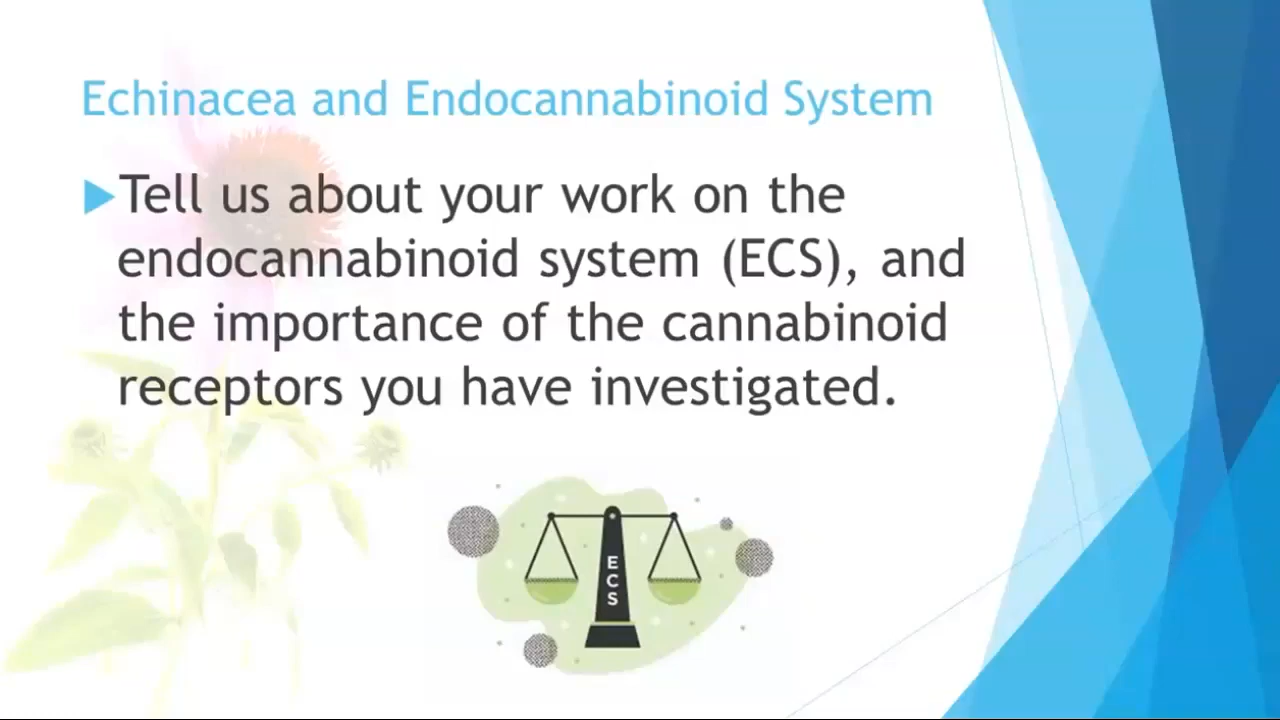 Echinacea and Endocannabinoid System
Tell us about your work on the
endocannabinoid system (ECS), and
the importance of the cannabinoid
receptors you have investigated.
E
C
S